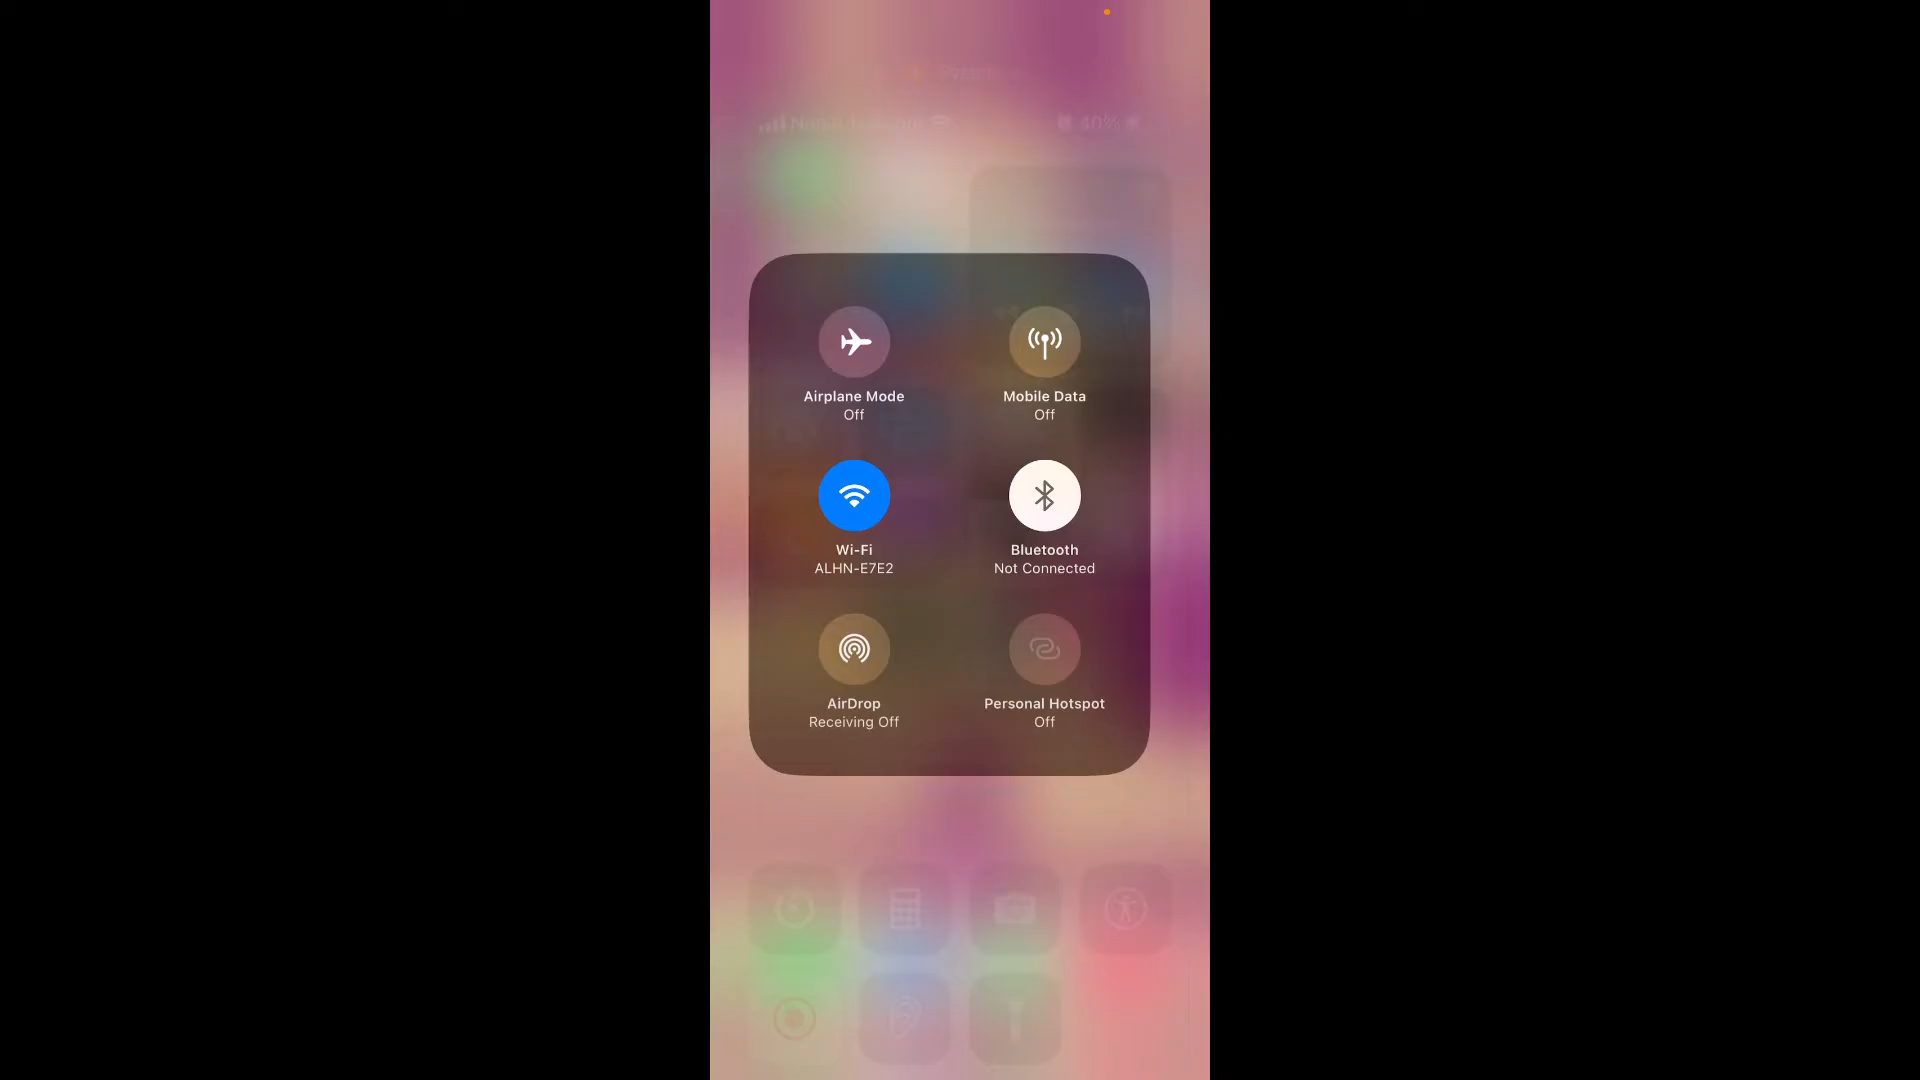 40%
Airplane Mode
Off
Mobile Data
Off
Wi-Fi
ALHN-E7E2
Bluetooth
Not Connected
AirDrop
Receiving Off
Personal Hotspot
Off